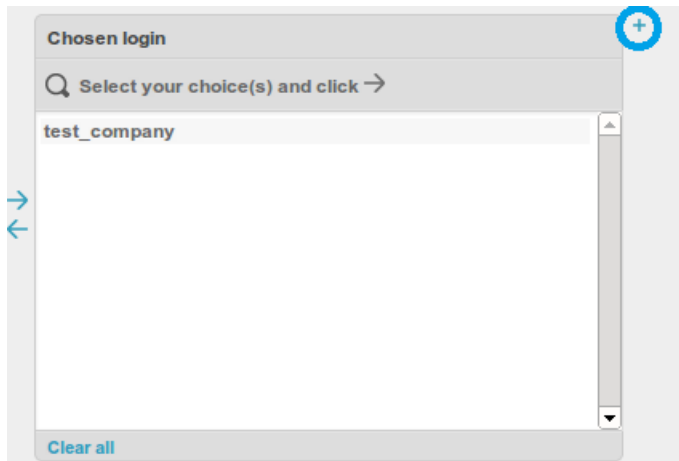 Chosen login
+
Select your choice(s) and click →
test_company
→
←
Clear all